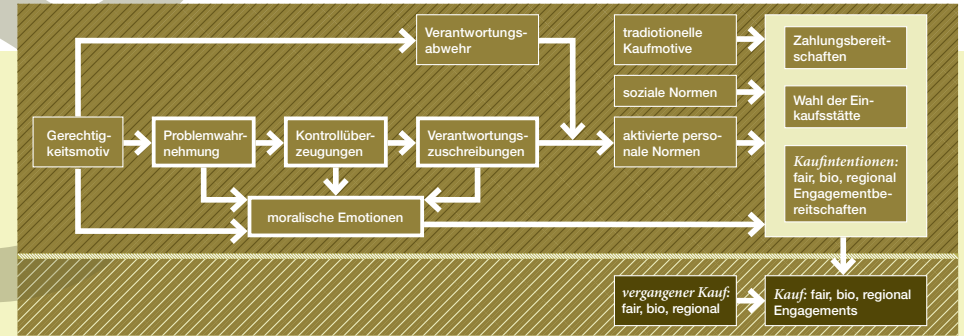 Verantwortungs-
abwehr
tradiotionelle
Kaufmotive
Zahlungsbereit-
schaften
soziale Normen
Wahl der Ein-
kaufsstätte
Gerechtig-
keitsmotiv
Problemwahr-
nehmung
Kontrollüber-
zeugungen
Verantwortungs-
zuschreibungen
aktivierte perso-
nale Normen
Kaufintentionen:
fair, bio, regional
Engagementbe-
reitschaften
moralische Emotionen
vergangener Kauf:
fair, bio, regional
Kauf: fair, bio, regional
Engagements